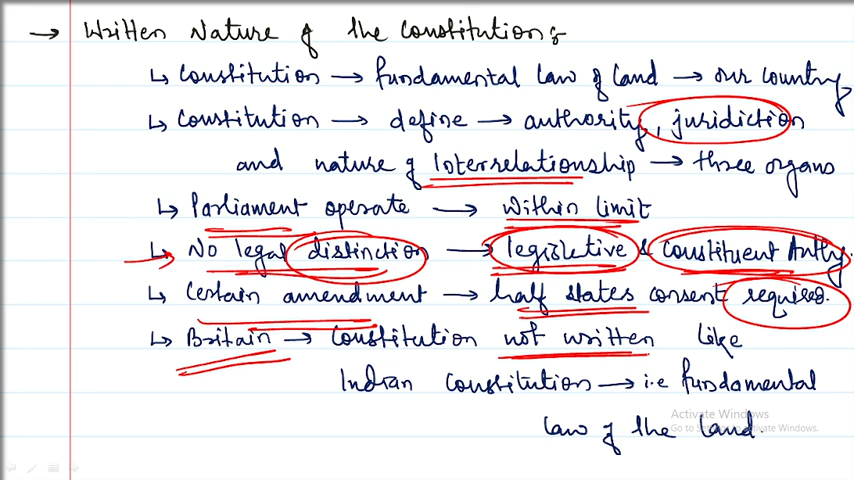 → Written Nature of the Constitution :-
↳ Constitution → fundamental law of land → our country
↳ Constitution → define → authority, juridiction
and nature of Interrelationship → three organs
↳ Parliament operate → within limit
↳ No legal distinction → legislative & constituent Authy.
↳ Certain amendment → half states consent required.
↳ Britain → constitution not written like
Indian constitution → i.e fundamental
law of the land.
Activate Windows
Go to Settings to activate Windows.